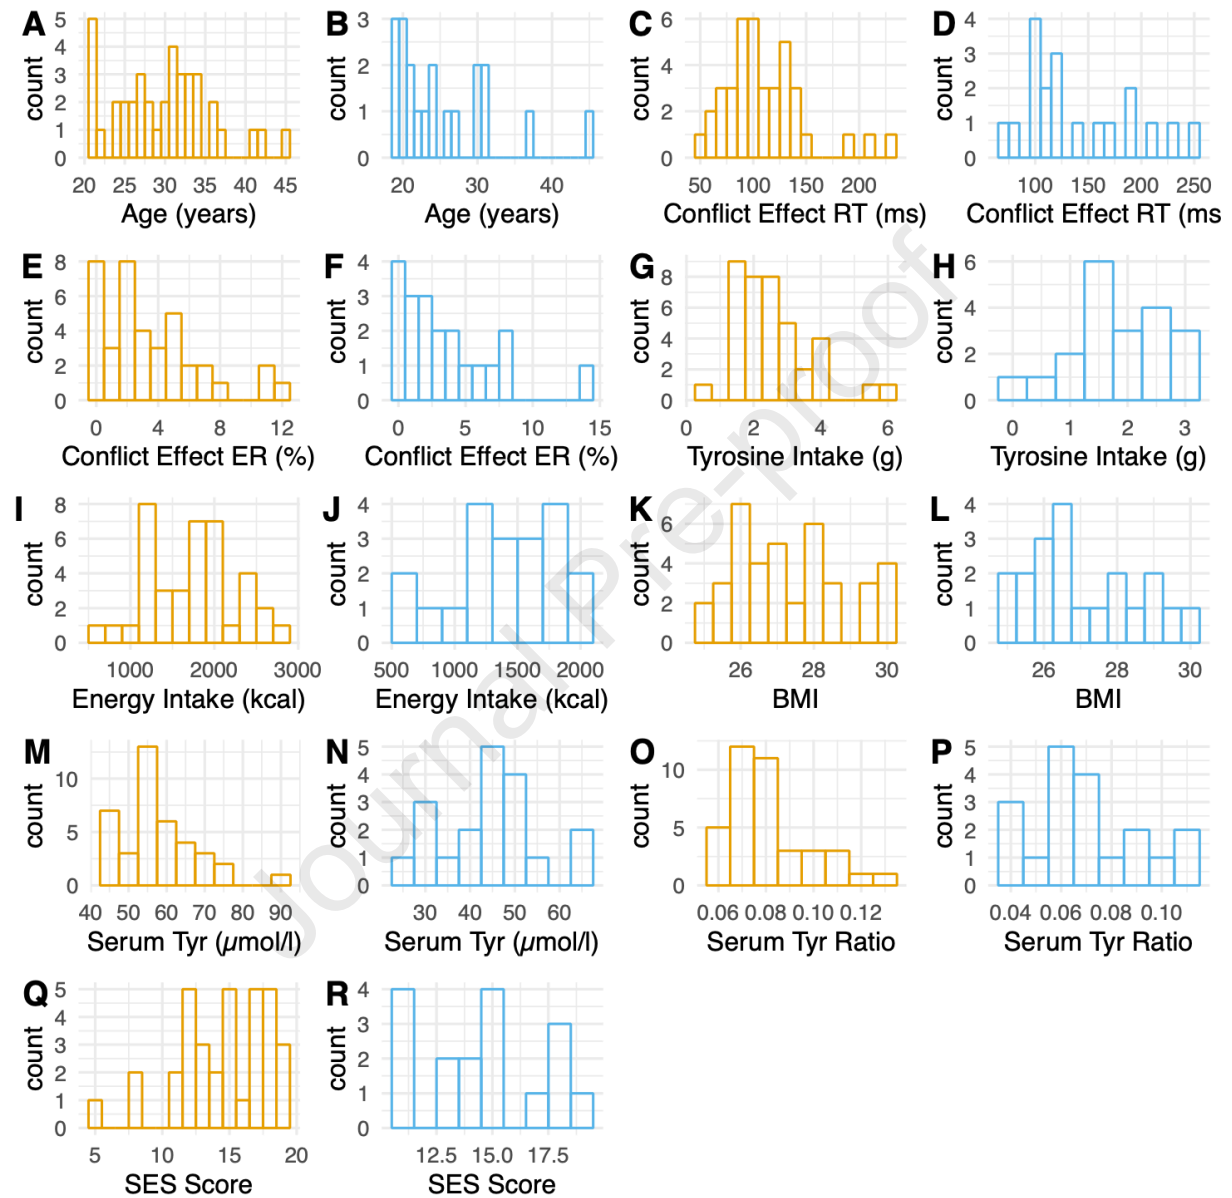 A
5
4
3
2
1
0
count
20 25 30 35 40 45
Age (years)
B
3
2
1
0
count
20 30 40
Age (years)
C
6
4
2
0
count
50 100 150 200
Conflict Effect RT (ms)
D
4
3
2
1
0
count
100 150 200 250
Conflict Effect RT (ms
E
8
6
4
2
0
count
0 4 8 12
Conflict Effect ER (%)
F
4
3
2
1
0
count
0 5 10 15
Conflict Effect ER (%)
G
8
6
4
2
0
count
0 2 4 6
Tyrosine Intake (g)
H
6
4
2
0
count
0 1 2 3
Tyrosine Intake (g)
I
8
6
4
2
0
count
1000 2000 3000
Energy Intake (kcal)
J
4
3
2
1
0
count
500 1000 1500 2000
Energy Intake (kcal)
K
6
4
2
0
count
26 28 30
BMI
L
4
3
2
1
0
count
26 28 30
BMI
M
10
5
0
count
40 50 60 70 80 90
Serum Tyr (µmol/l)
N
5
4
3
2
1
0
count
30 40 50 60
Serum Tyr (µmol/l)
O
10
5
0
count
0.06 0.08 0.10 0.12
Serum Tyr Ratio
P
5
4
3
2
1
0
count
0.04 0.06 0.08 0.10
Serum Tyr Ratio
Q
5
4
3
2
1
0
count
5 10 15 20
SES Score
R
4
3
2
1
0
count
12.5 15.0 17.5
SES Score
Journal Pre-proof